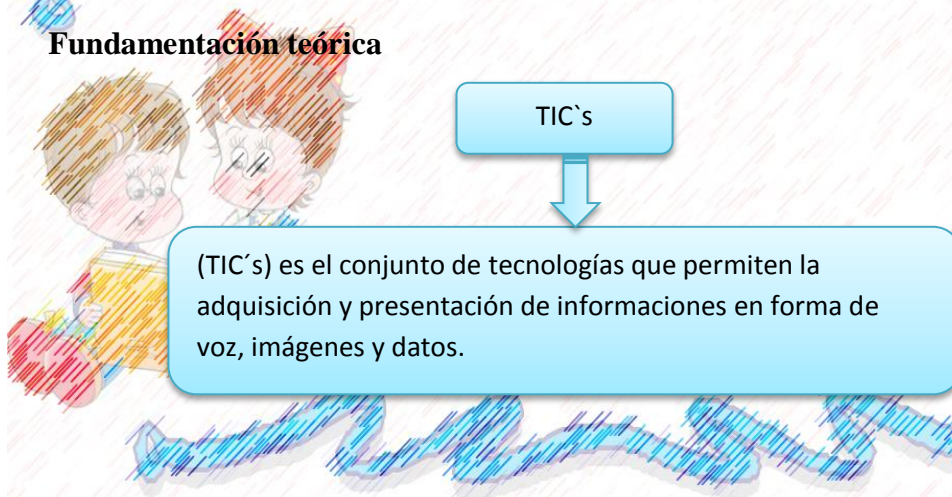 Fundamentación teórica
TIC`s
(TIC´s) es el conjunto de tecnologías que permiten la
adquisición y presentación de informaciones en forma de
voz, imágenes y datos.